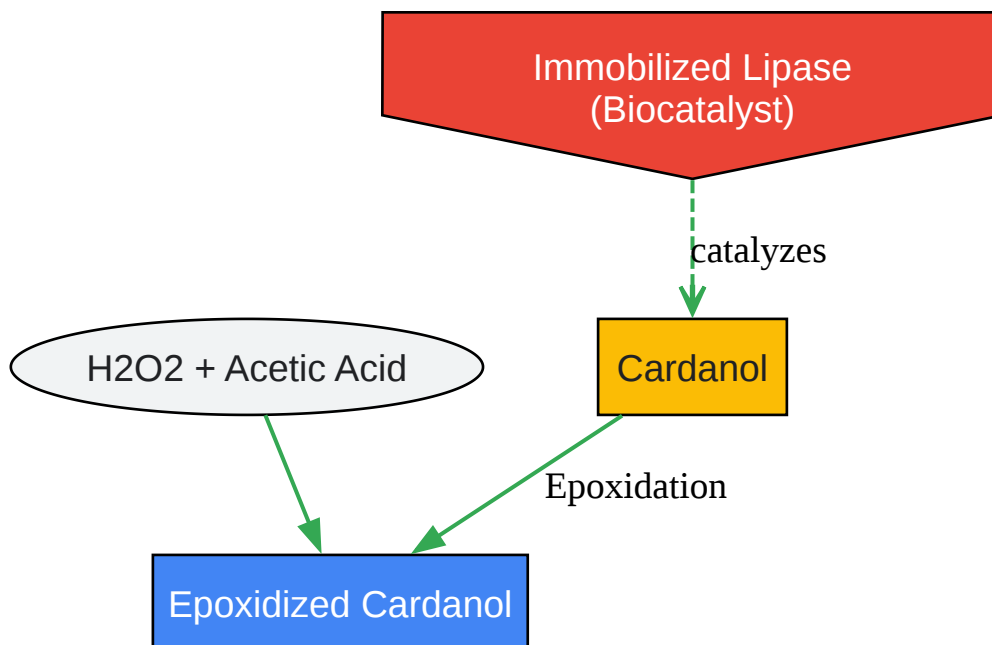 Immobilized Lipase
(Biocatalyst)
catalyzes
H2O2 + Acetic Acid
Cardanol
Epoxidation
Epoxidized Cardanol